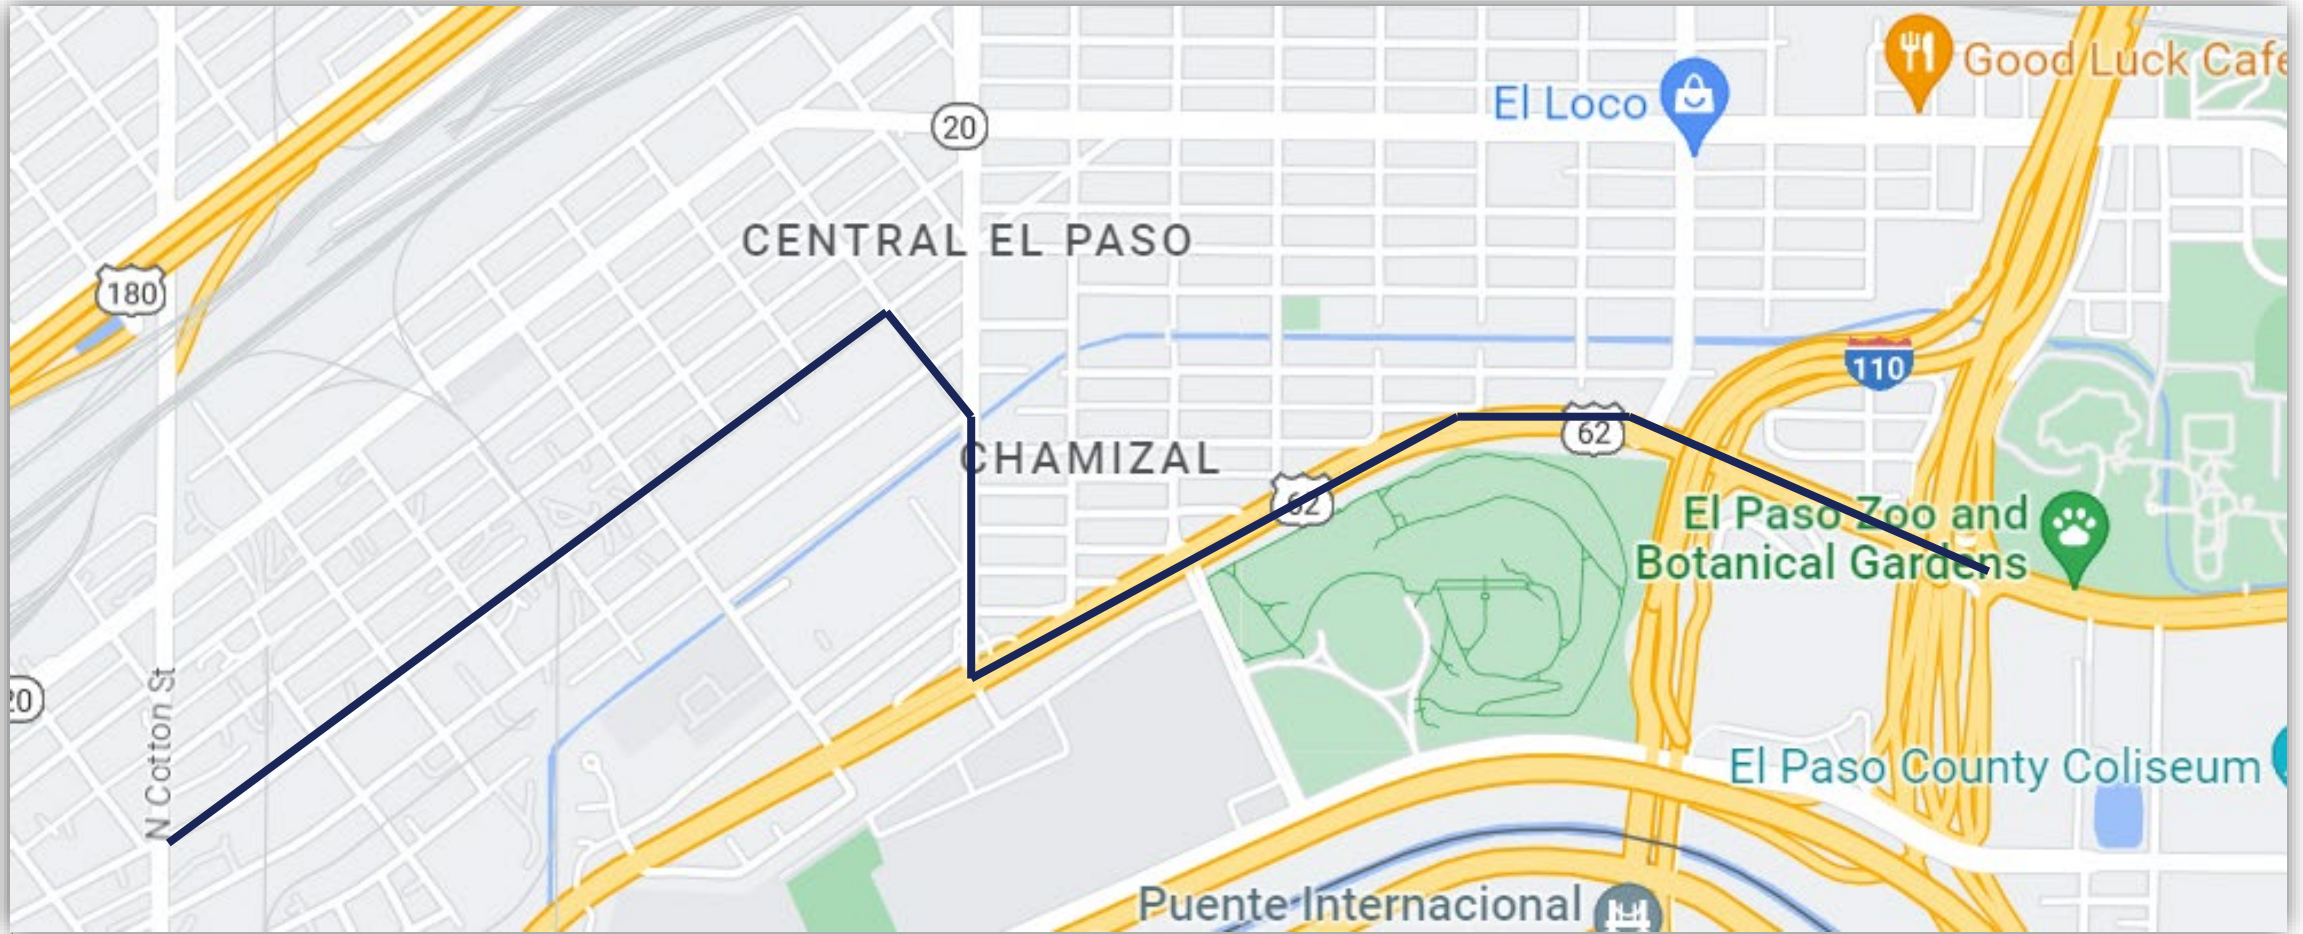 Good Luck Cafe
El Loco
20
CENTRAL EL PASO
180
110
62
CHAMIZAL
62
El Paso Zoo and
Botanical Gardens
20
N Cotton St
El Paso County Coliseum
Puente Internacional